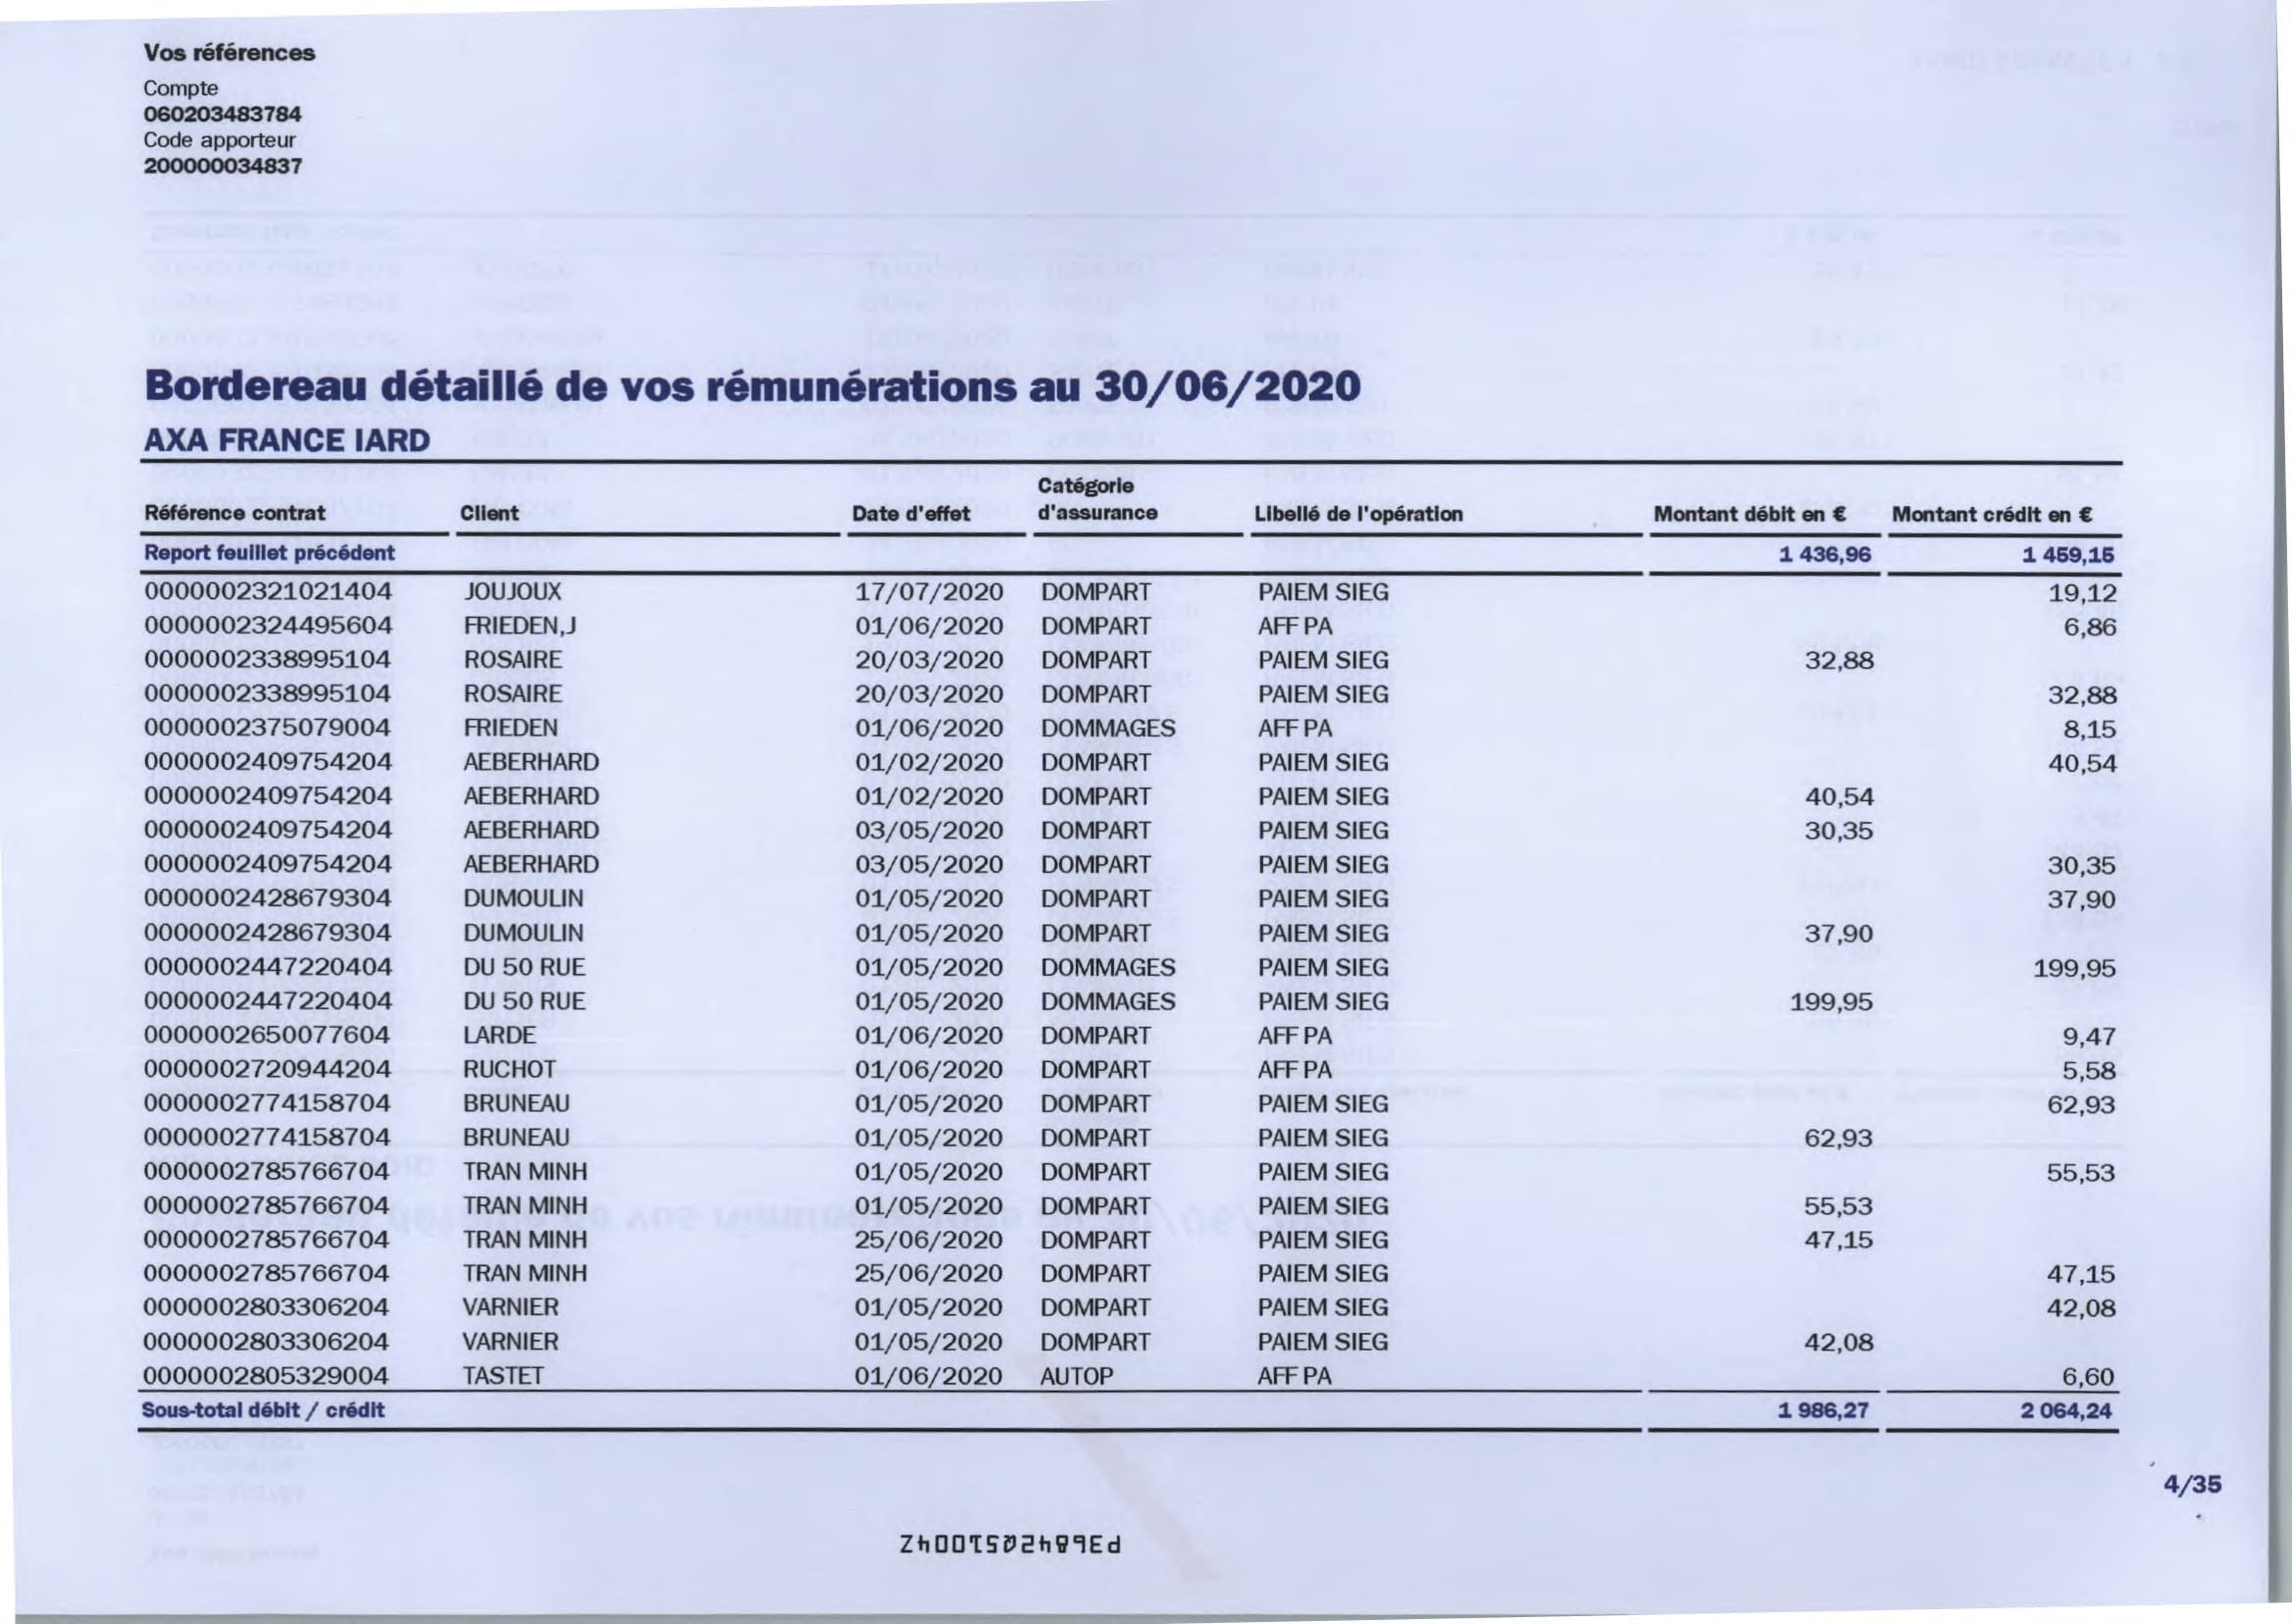 Vos références
Compte
060203483784
Code apporteur
200000034837
Bordereau détaillé de vos rémunérations au 30/06/2020
AXA FRANCE IARD
Référence contrat Client Date d'effet Catégorie d'assurance Libellé de l'opération Montant débit en € Montant crédit en €
Report feuillet précédent 1 436,96 1 459,15
0000002321021404 JOUJOUX 17/07/2020 DOMPART PAIEM SIEG 19,12
0000002324495604 FRIEDEN,J 01/06/2020 DOMPART AFF PA 6,86
0000002338995104 ROSAIRE 20/03/2020 DOMPART PAIEM SIEG 32,88
0000002338995104 ROSAIRE 20/03/2020 DOMPART PAIEM SIEG 32,88
0000002375079004 FRIEDEN 01/06/2020 DOMMAGES AFF PA 8,15
0000002409754204 AEBERHARD 01/02/2020 DOMPART PAIEM SIEG 40,54
0000002409754204 AEBERHARD 01/02/2020 DOMPART PAIEM SIEG 40,54
0000002409754204 AEBERHARD 03/05/2020 DOMPART PAIEM SIEG 30,35
0000002409754204 AEBERHARD 03/05/2020 DOMPART PAIEM SIEG 30,35
0000002428679304 DUMOULIN 01/05/2020 DOMPART PAIEM SIEG 37,90
0000002428679304 DUMOULIN 01/05/2020 DOMPART PAIEM SIEG 37,90
0000002447220404 DU 50 RUE 01/05/2020 DOMMAGES PAIEM SIEG 199,95
0000002447220404 DU 50 RUE 01/05/2020 DOMMAGES PAIEM SIEG 199,95
0000002650077604 LARDE 01/06/2020 DOMPART AFF PA 9,47
0000002720944204 RUCHOT 01/06/2020 DOMPART AFF PA 5,58
0000002774158704 BRUNEAU 01/05/2020 DOMPART PAIEM SIEG 62,93
0000002774158704 BRUNEAU 01/05/2020 DOMPART PAIEM SIEG 62,93
0000002785766704 TRAN MINH 01/05/2020 DOMPART PAIEM SIEG 55,53
0000002785766704 TRAN MINH 01/05/2020 DOMPART PAIEM SIEG 55,53
0000002785766704 TRAN MINH 25/06/2020 DOMPART PAIEM SIEG 47,15
0000002785766704 TRAN MINH 25/06/2020 DOMPART PAIEM SIEG 47,15
0000002803306204 VARNIER 01/05/2020 DOMPART PAIEM SIEG 42,08
0000002803306204 VARNIER 01/05/2020 DOMPART PAIEM SIEG 42,08
0000002805329004 TASTET 01/06/2020 AUTOP AFF PA 6,60
Sous-total débit / crédit 1 986,27 2 064,24
4/35